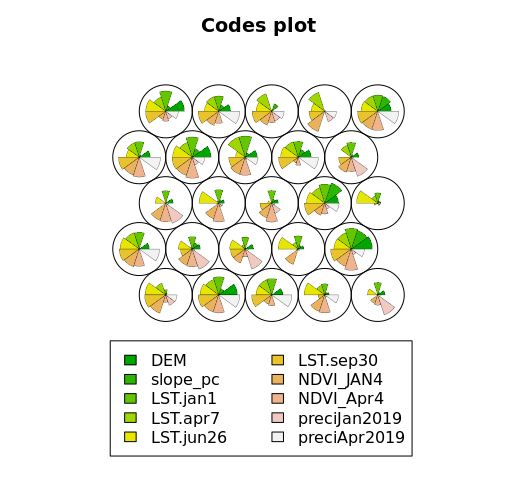 Codes plot
DEM
slope_pc
LST.jan1
LST.apr7
LST.jun26
LST.sep30
NDVI_JAN4
NDVI_Apr4
preciJan2019
preciApr2019